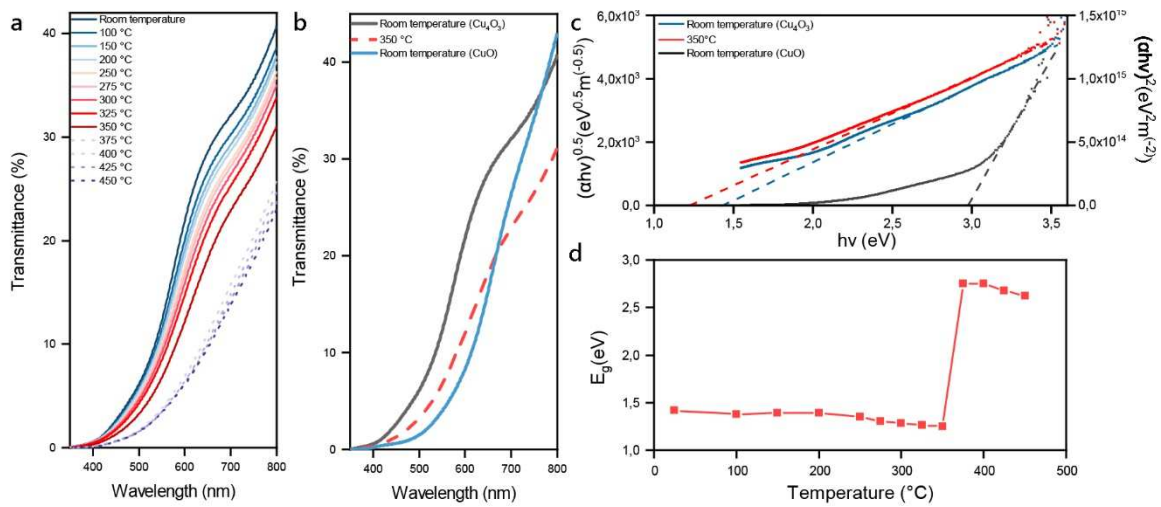 a
Transmittance (%)
40
30
20
10
0
Room temperature
100 °C
150 °C
200 °C
250 °C
275 °C
300 °C
325 °C
350 °C
375 °C
400 °C
425 °C
450 °C
400 500 600 700 800
Wavelength (nm)
b
Transmittance (%)
40
30
20
10
0
Room temperature (Cu₄O₃)
350 °C
Room temperature (CuO)
400 500 600 700 800
Wavelength (nm)
c
(αhν)^0.5(eV^0.5m^(-0.5))
6,0x10³
4,0x10³
2,0x10³
0,0
Room temperature (Cu₄O₃)
350°C
Room temperature (CuO)
1,5x10¹⁵
1,0x10¹⁵
5,0x10¹⁴
0,0
(αhν)²(eV²m^(-2))
1,0 1,5 2,0 2,5 3,0 3,5
hν (eV)
d
E_g(eV)
3,0
2,5
2,0
1,5
1,0
0 100 200 300 400 500
Temperature (°C)